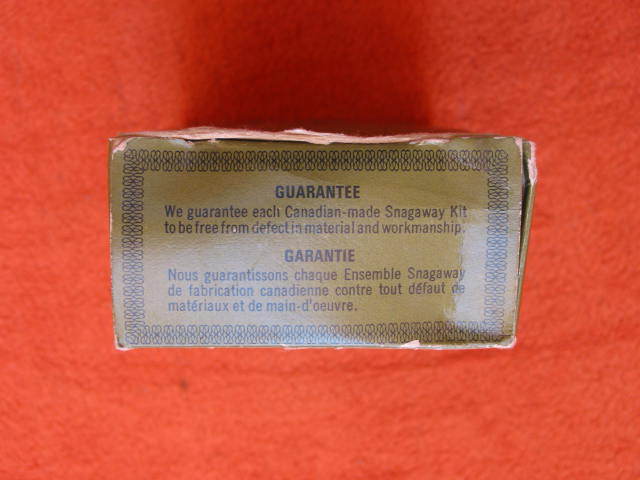 GUARANTEE
We guarantee each Canadian-made Snagaway Kit
to be free from defect in material and workmanship.
GARANTIE
Nous guarantissons chaque Ensemble Snagaway
de fabrication canadienne contre tout défaut de
matériaux et de main-d'oeuvre.